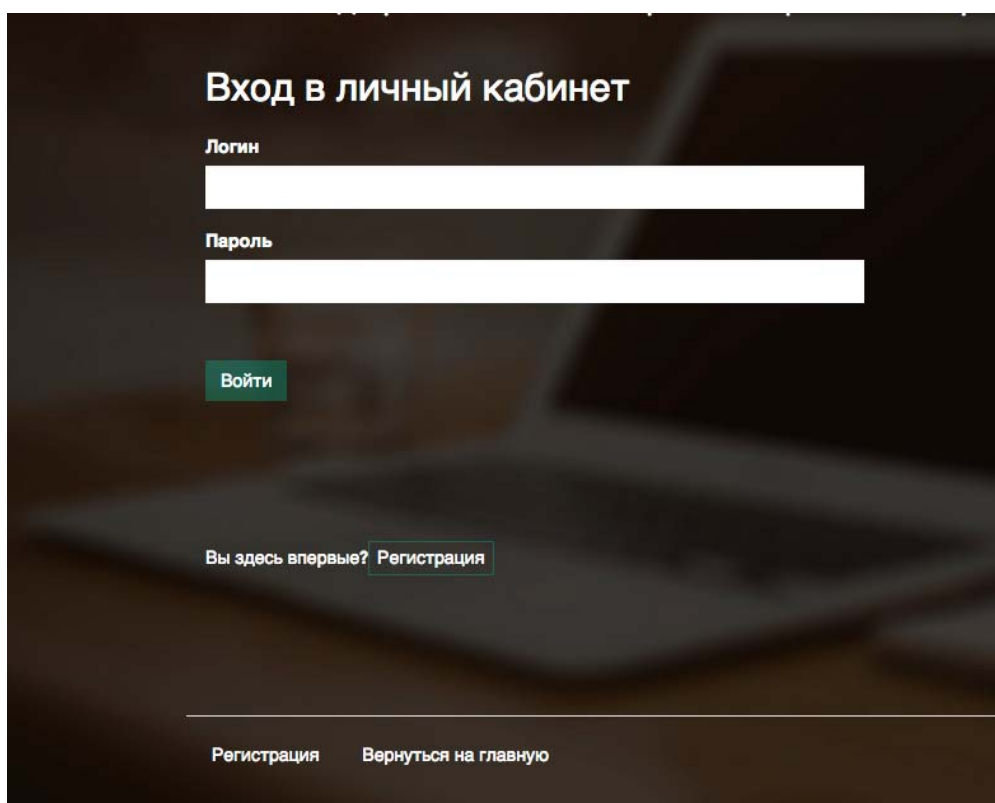 Вход в личный кабинет
Логин
Пароль
Войти
Вы здесь впервые? Регистрация
Регистрация Вернуться на главную